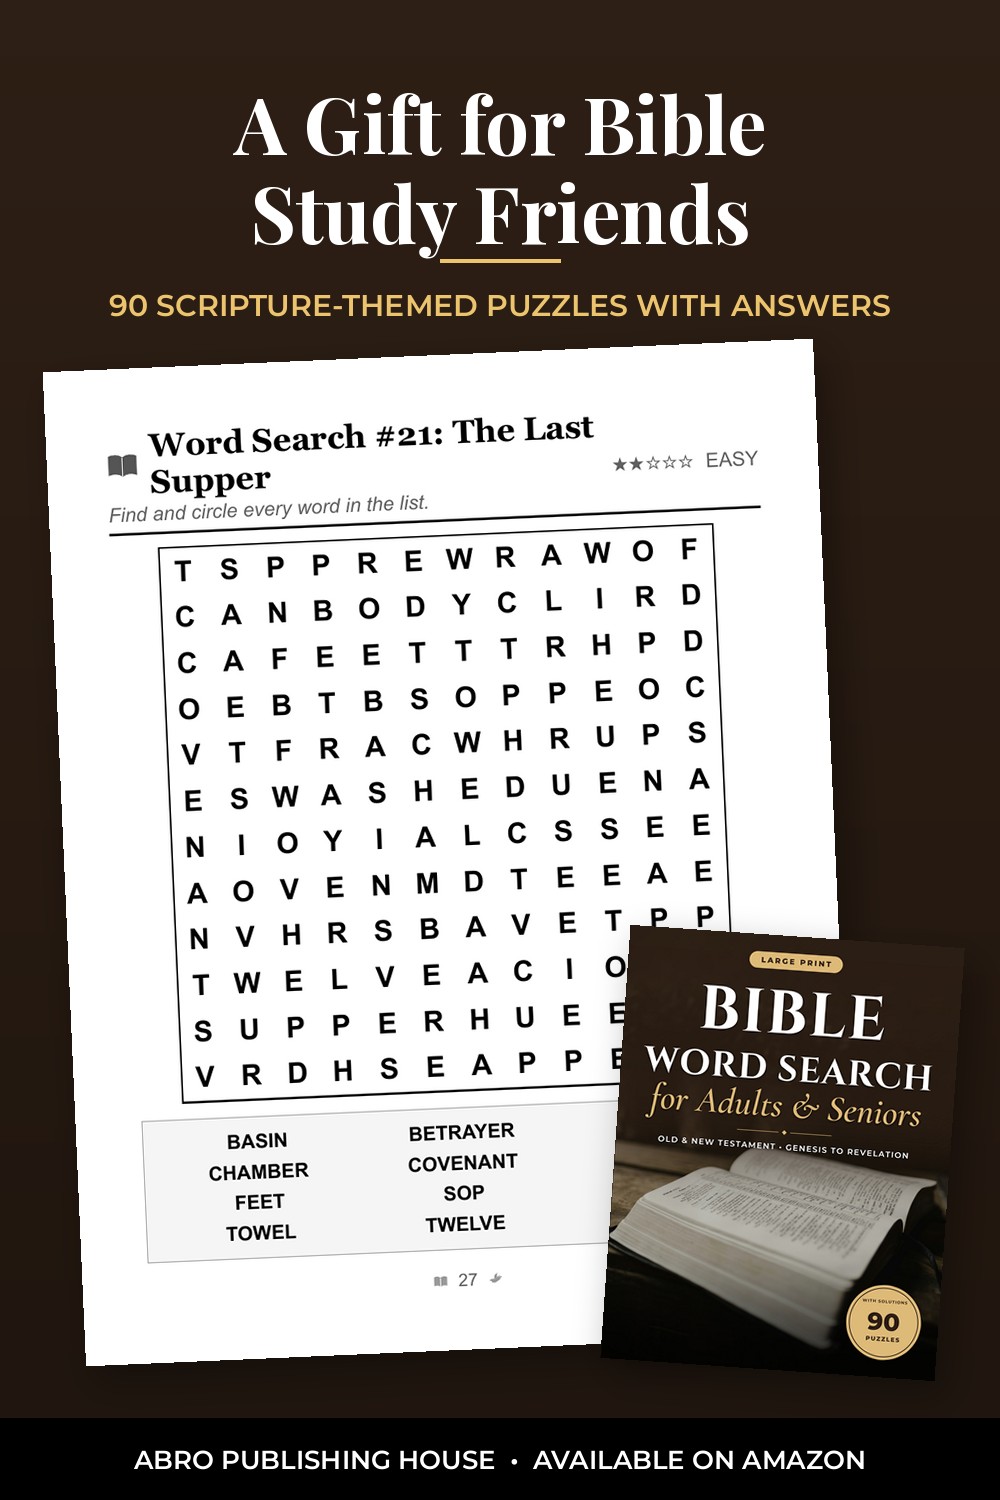 A Gift for Bible
Study Friends
90 SCRIPTURE-THEMED PUZZLES WITH ANSWERS
Word Search #21: The Last
Supper
★★☆☆☆ EASY
Find and circle every word in the list.
T S P P R E W R A W O F
C A N B O D Y C L I R D
C A F E E T T T R H P D
O E B T B S O P P E O C
V T F R A C W H R U P S
E S W A S H E D U E N A
N I O Y I A L C S S E E
A O V E N M D T E E A E
N V H R S B A V E T P P
T W E L V E A C I O
S U P P E R H U E E
V R D H S E A P P E
BASIN BETRAYER
CHAMBER COVENANT
FEET SOP
TOWEL TWELVE
27
LARGE PRINT
BIBLE
WORD SEARCH
for Adults & Seniors
OLD & NEW TESTAMENT • GENESIS TO REVELATION
WITH SOLUTIONS
90
PUZZLES
ABRO PUBLISHING HOUSE • AVAILABLE ON AMAZON